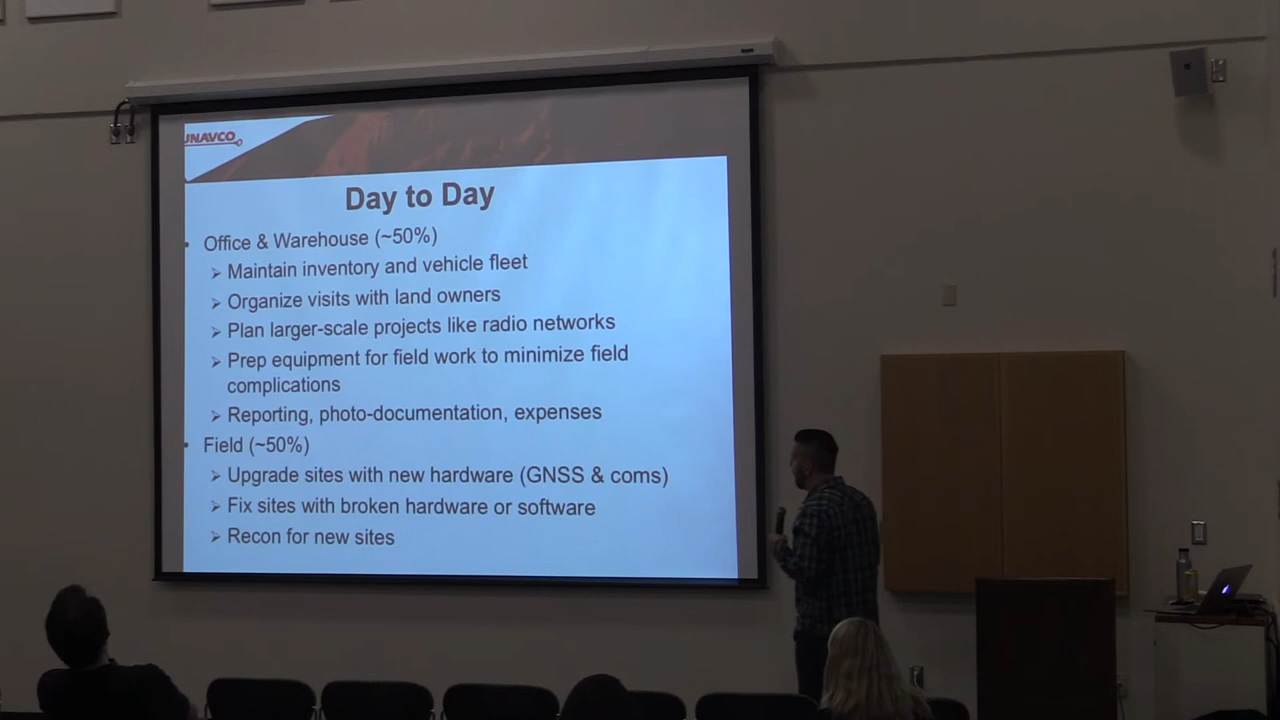 UNAVCO
Day to Day
• Office & Warehouse (~50%)
➢ Maintain inventory and vehicle fleet
➢ Organize visits with land owners
➢ Plan larger-scale projects like radio networks
➢ Prep equipment for field work to minimize field
complications
➢ Reporting, photo-documentation, expenses
• Field (~50%)
➢ Upgrade sites with new hardware (GNSS & coms)
➢ Fix sites with broken hardware or software
➢ Recon for new sites